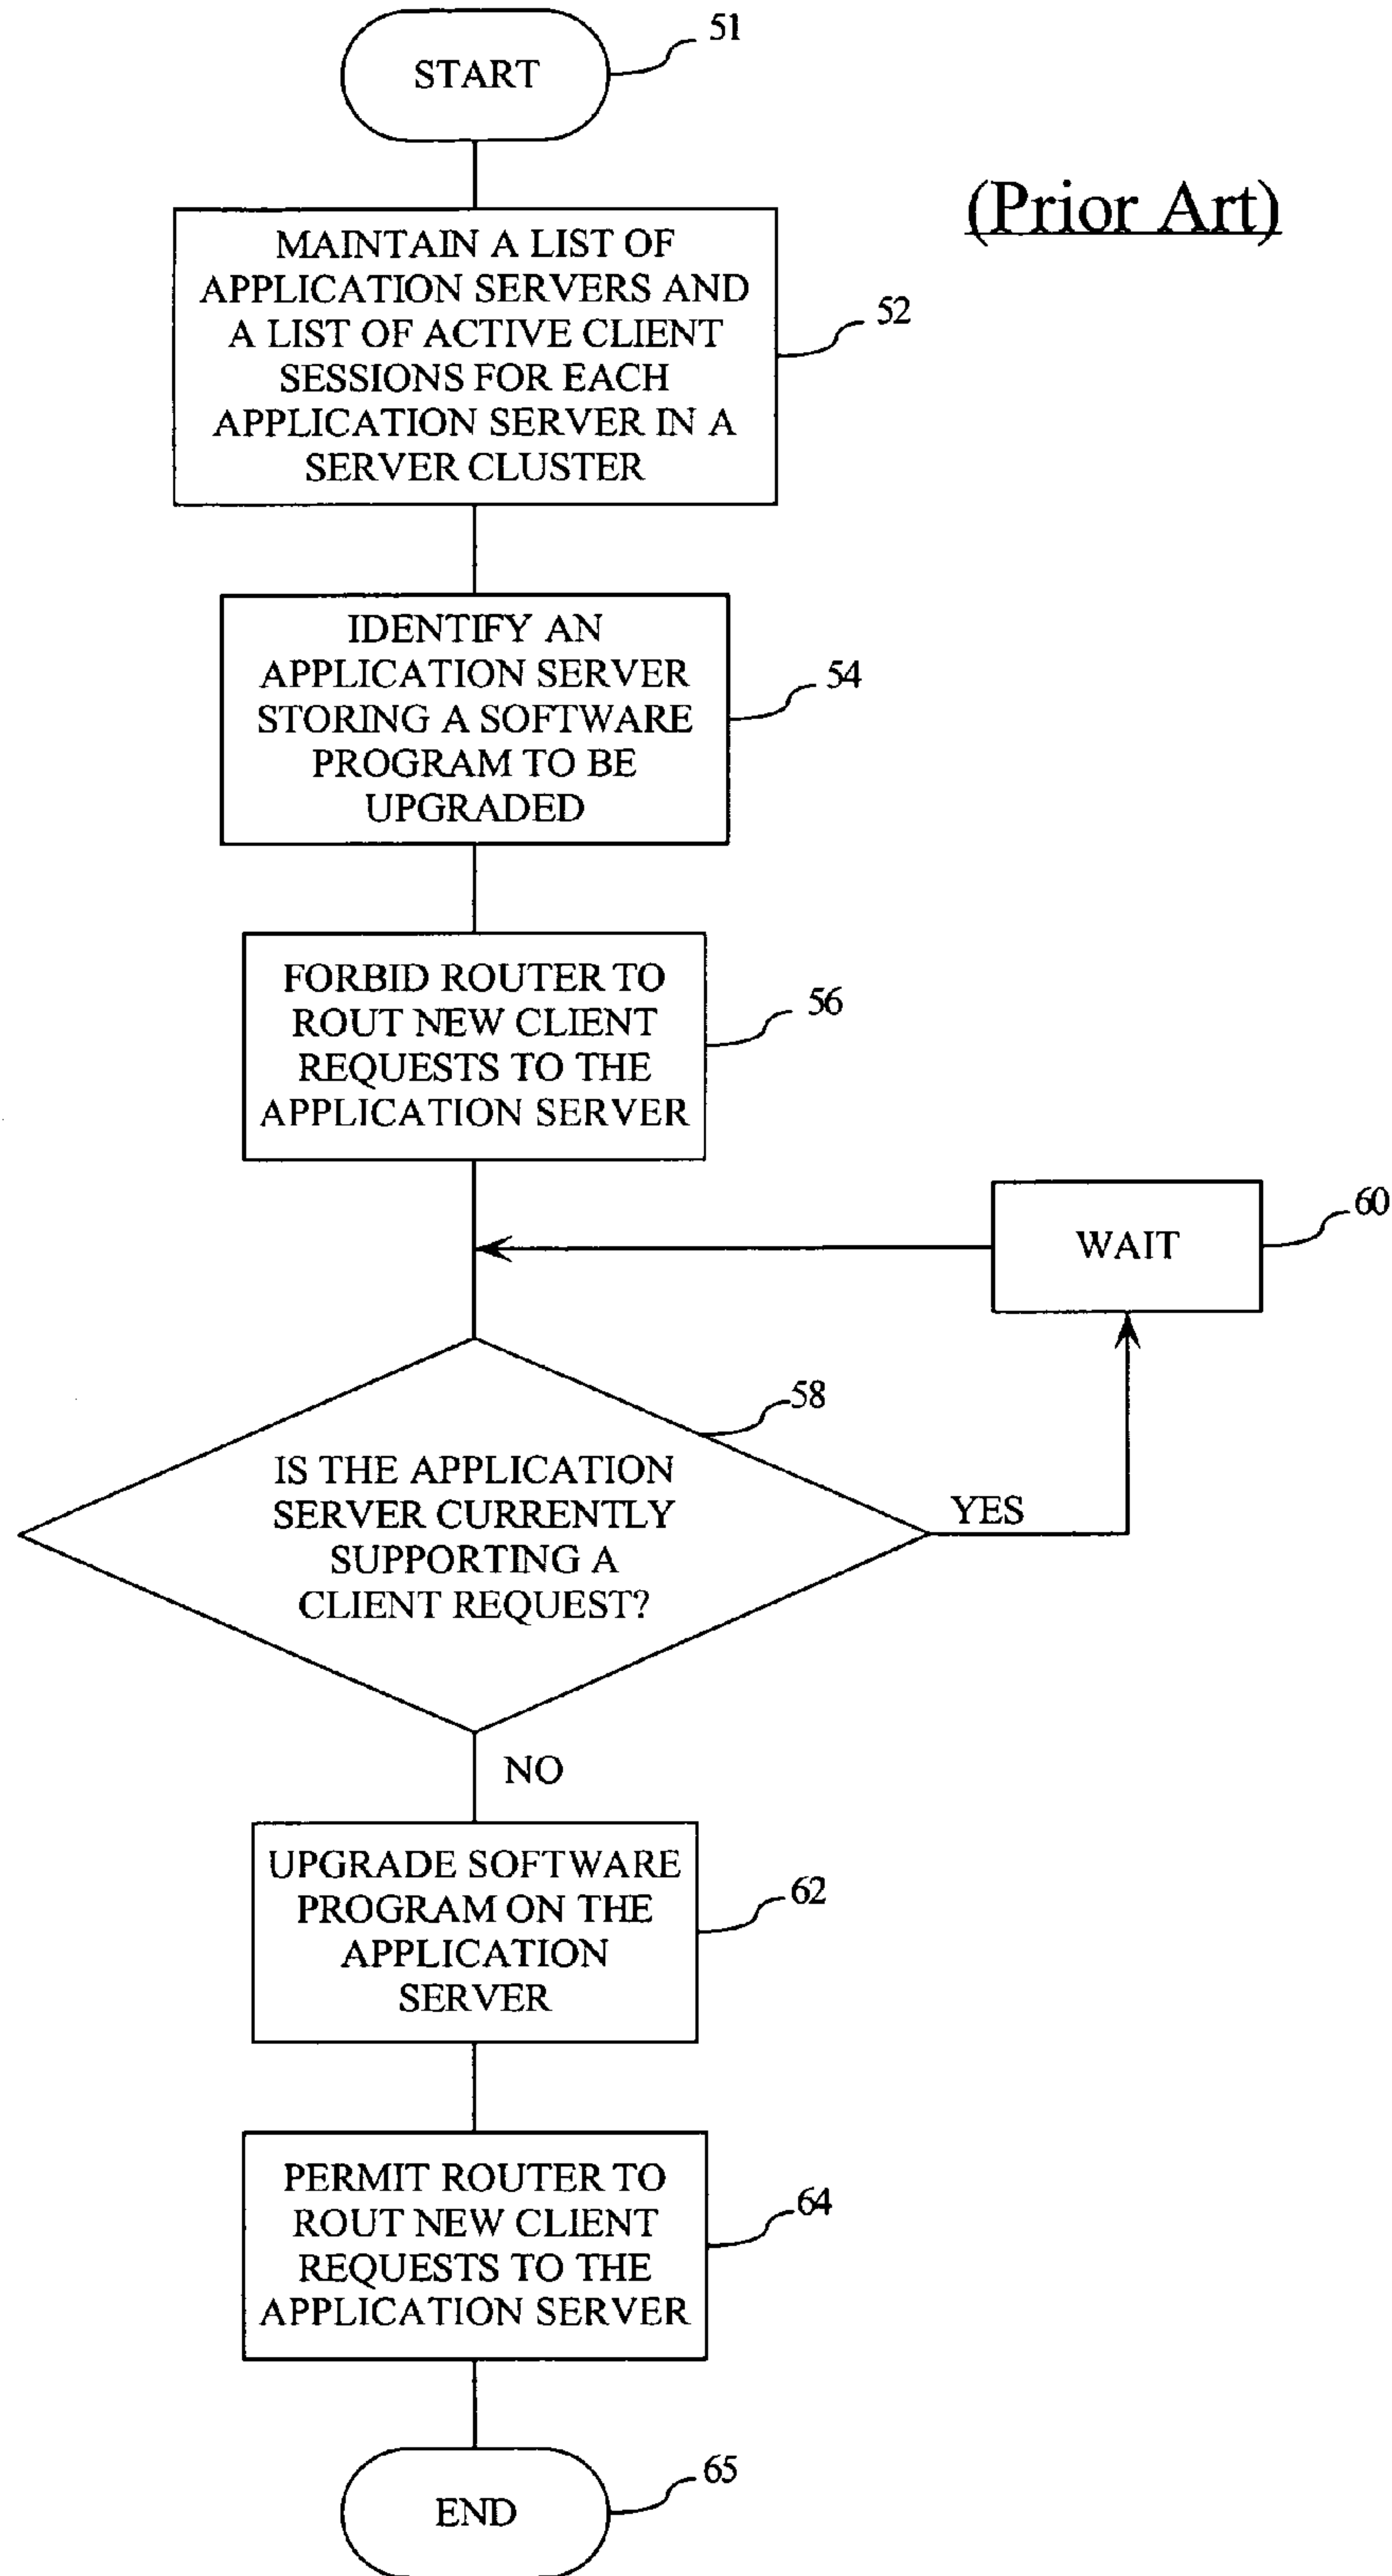 51
START
(Prior Art)
MAINTAIN A LIST OF
APPLICATION SERVERS AND
A LIST OF ACTIVE CLIENT
SESSIONS FOR EACH
APPLICATION SERVER IN A
SERVER CLUSTER
52
IDENTIFY AN
APPLICATION SERVER
STORING A SOFTWARE
PROGRAM TO BE
UPGRADED
54
FORBID ROUTER TO
ROUT NEW CLIENT
REQUESTS TO THE
APPLICATION SERVER
56
WAIT
60
58
IS THE APPLICATION
SERVER CURRENTLY
SUPPORTING A
CLIENT REQUEST?
YES
NO
UPGRADE SOFTWARE
PROGRAM ON THE
APPLICATION
SERVER
62
PERMIT ROUTER TO
ROUT NEW CLIENT
REQUESTS TO THE
APPLICATION SERVER
64
END
65